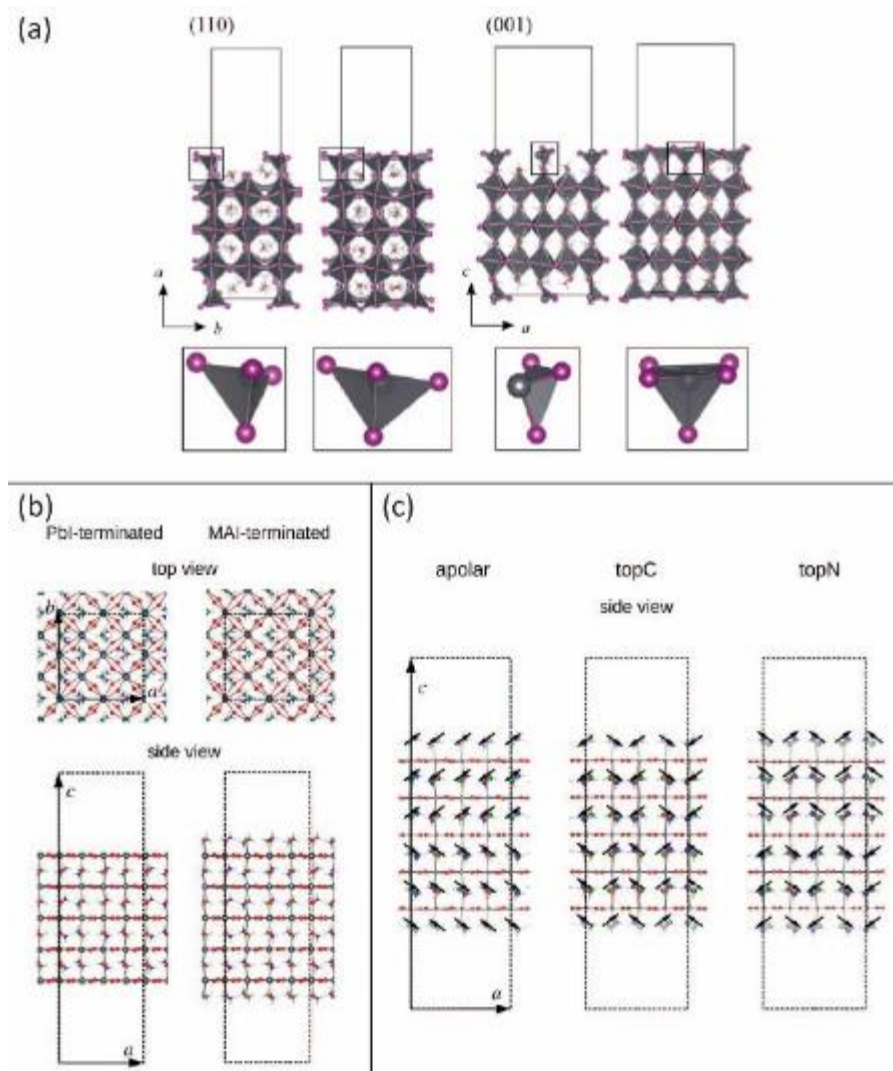 (a)
(110)
(001)
a
b
c
a
(b)
PbI-terminated
MAI-terminated
top view
b
a
side view
c
a
(c)
apolar
topC
topN
side view
c
a